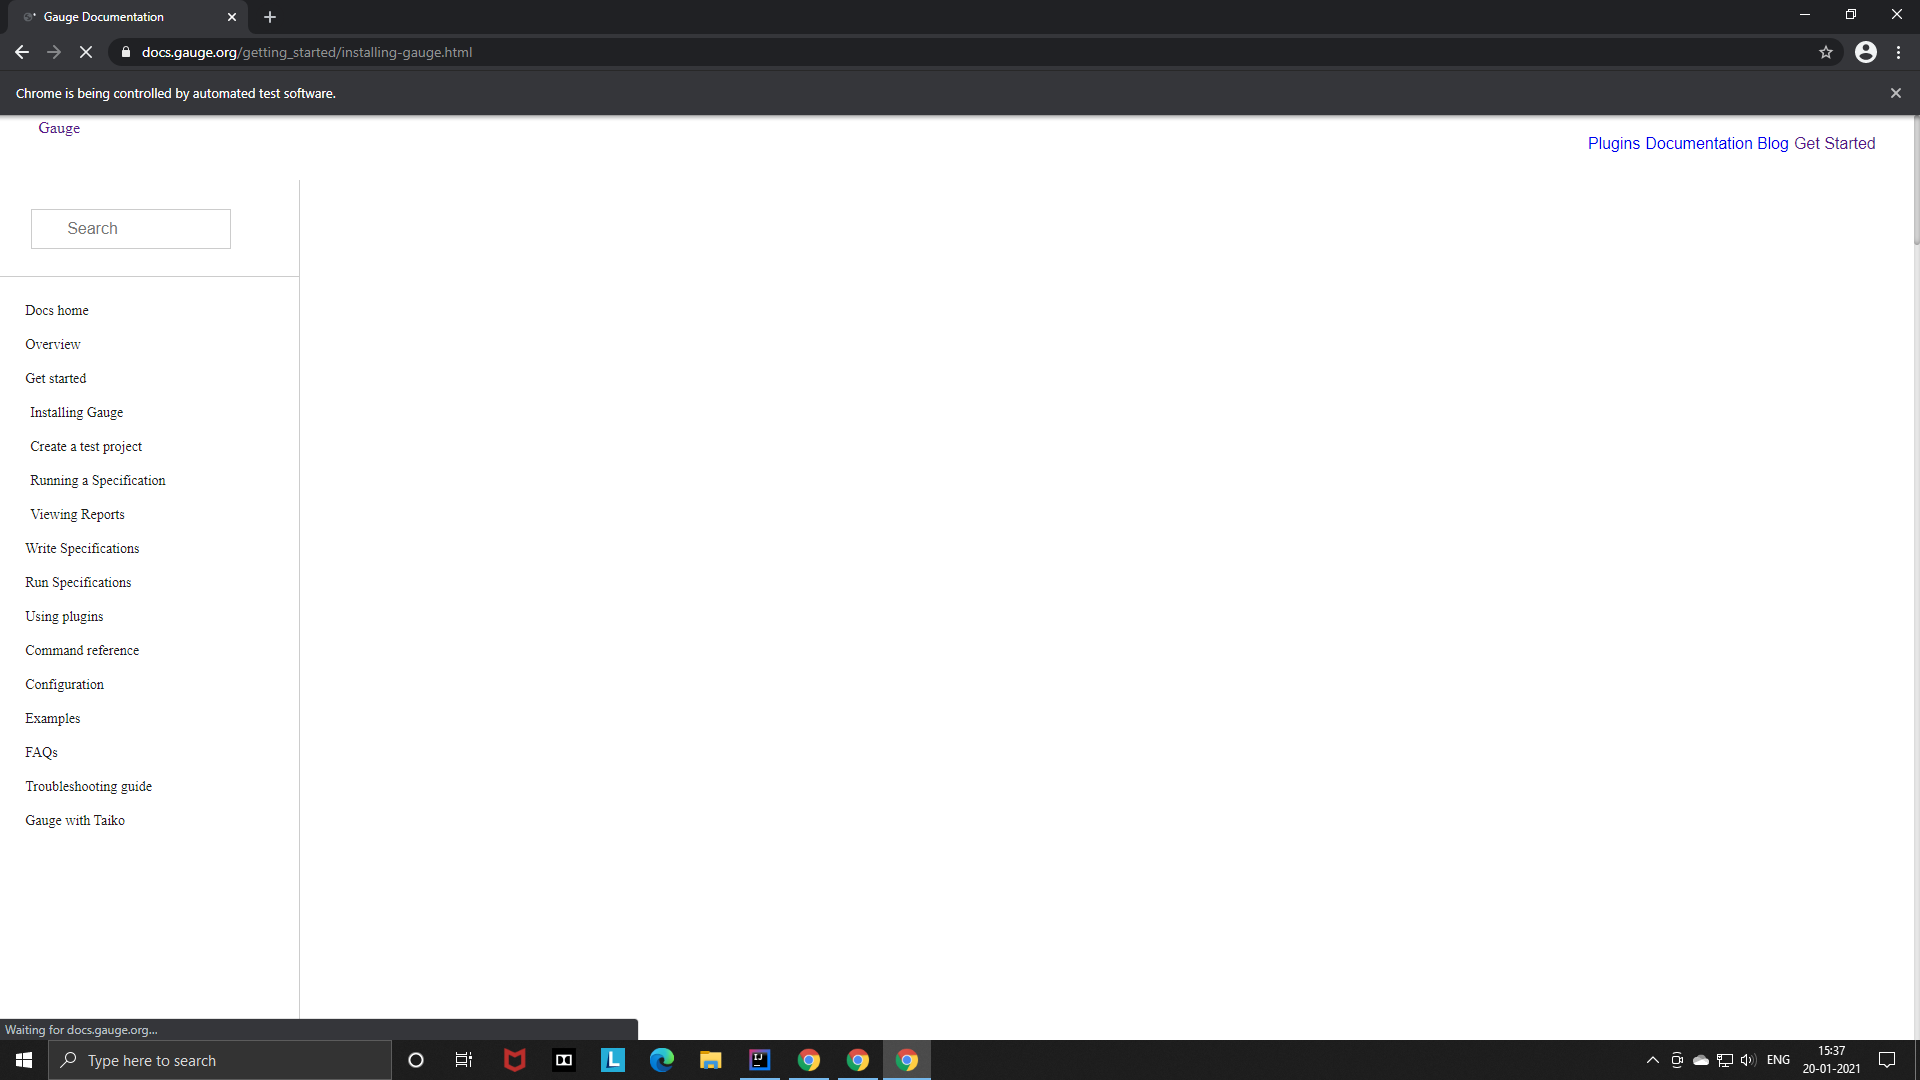 Gauge Documentation
docs.gauge.org/getting_started/installing-gauge.html
Chrome is being controlled by automated test software.
Gauge
Plugins Documentation Blog Get Started
Search
Docs home
Overview
Get started
Installing Gauge
Create a test project
Running a Specification
Viewing Reports
Write Specifications
Run Specifications
Using plugins
Command reference
Configuration
Examples
FAQs
Troubleshooting guide
Gauge with Taiko
Waiting for docs.gauge.org...
Type here to search
L
IJ
ENG
15:37
20-01-2021